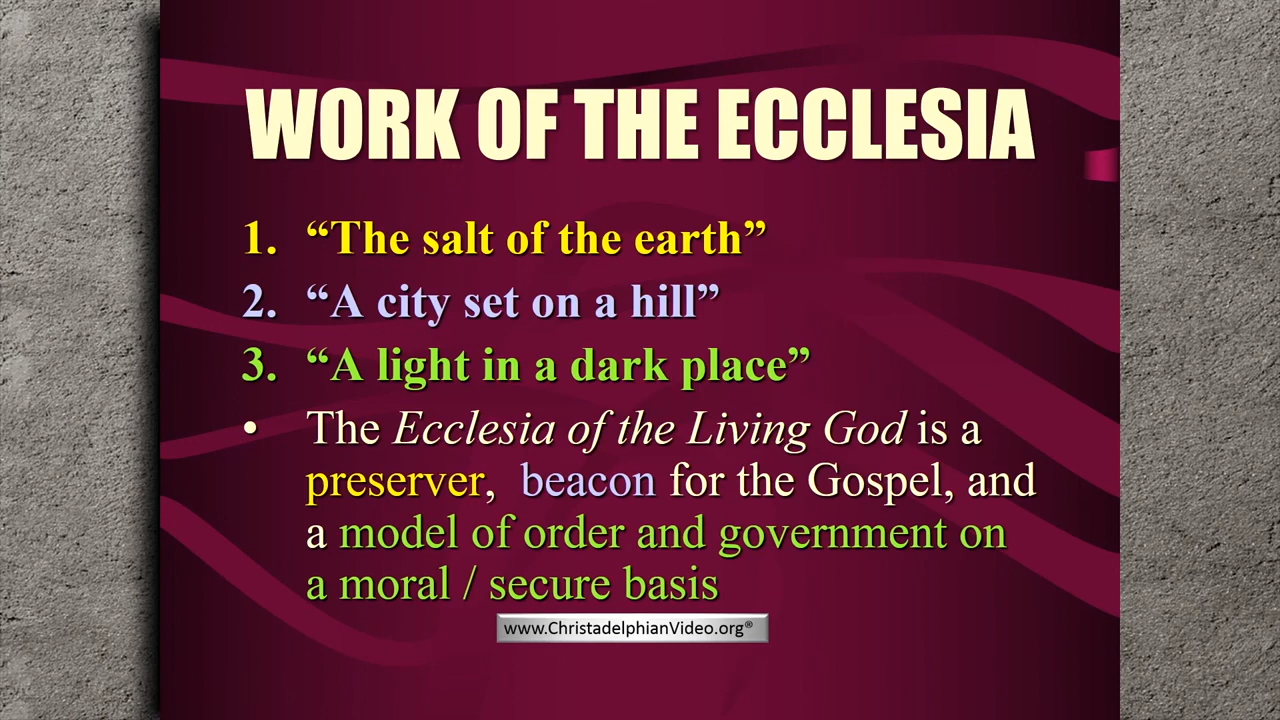 WORK OF THE ECCLESIA
1. “The salt of the earth”
2. “A city set on a hill”
3. “A light in a dark place”
• The Ecclesia of the Living God is a
preserver, beacon for the Gospel, and
a model of order and government on
a moral / secure basis
www.ChristadelphianVideo.org®